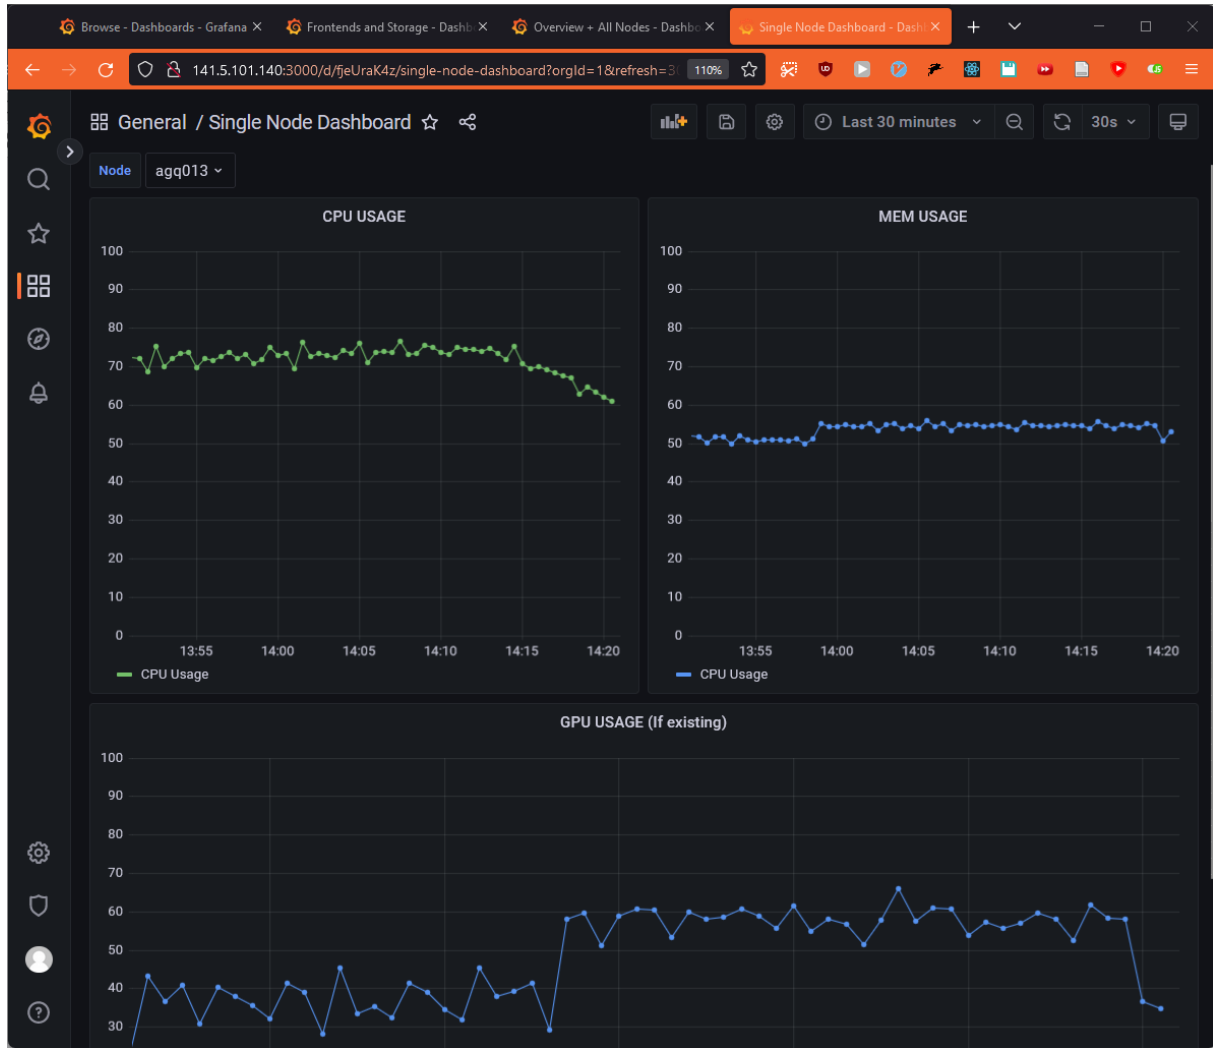 Browse - Dashboards - Grafana
Frontends and Storage - Dashb
Overview + All Nodes - Dashbo
Single Node Dashboard - Dash
141.5.101.140:3000/d/fjeUraK4z/single-node-dashboard?orgId=1&refresh=30
110%
General / Single Node Dashboard
Last 30 minutes
30s
Node
agq013
CPU USAGE
100
90
80
70
60
50
40
30
20
10
0
13:55 14:00 14:05 14:10 14:15 14:20
CPU Usage
MEM USAGE
100
90
80
70
60
50
40
30
20
10
0
13:55 14:00 14:05 14:10 14:15 14:20
CPU Usage
GPU USAGE (If existing)
100
90
80
70
60
50
40
30